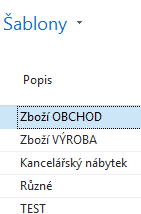 Šablony
Popis
Zboží OBCHOD
Zboží VÝROBA
Kancelářský nábytek
Různé
TEST